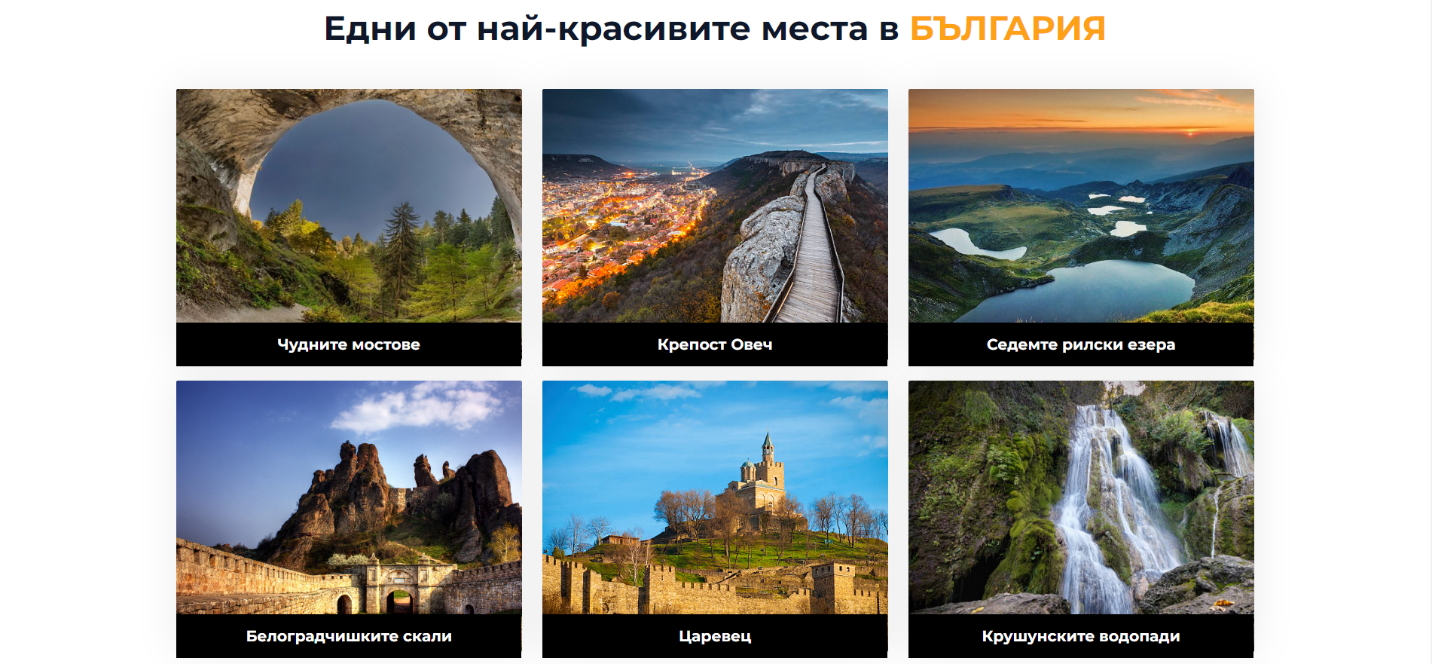 Едни от най-красивите места в БЪЛГАРИЯ
Чудните мостове
Крепост Овеч
Седемте рилски езера
Белоградчишките скали
Царевец
Крушунските водопади